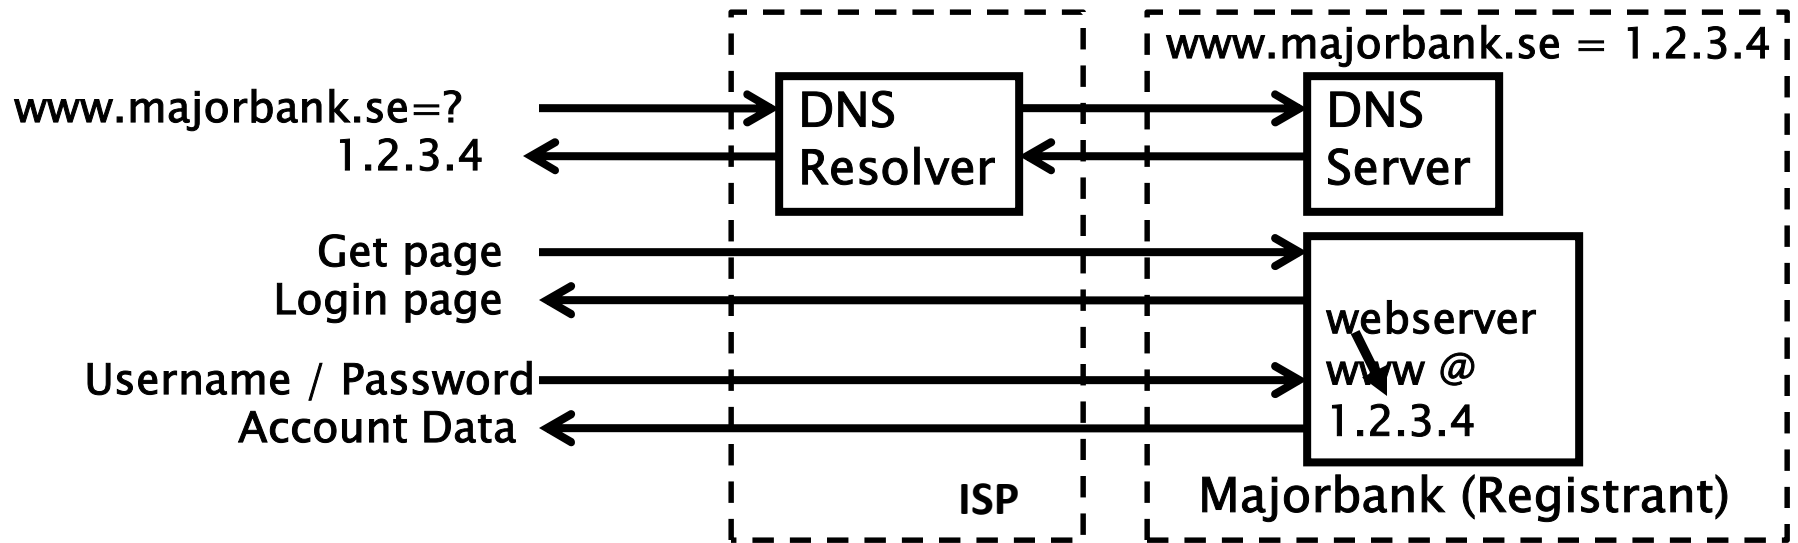 www.majorbank.se = 1.2.3.4
www.majorbank.se=?
1.2.3.4
DNS
Resolver
DNS
Server
Get page
Login page
Username / Password
Account Data
webserver
www @
1.2.3.4
ISP
Majorbank (Registrant)